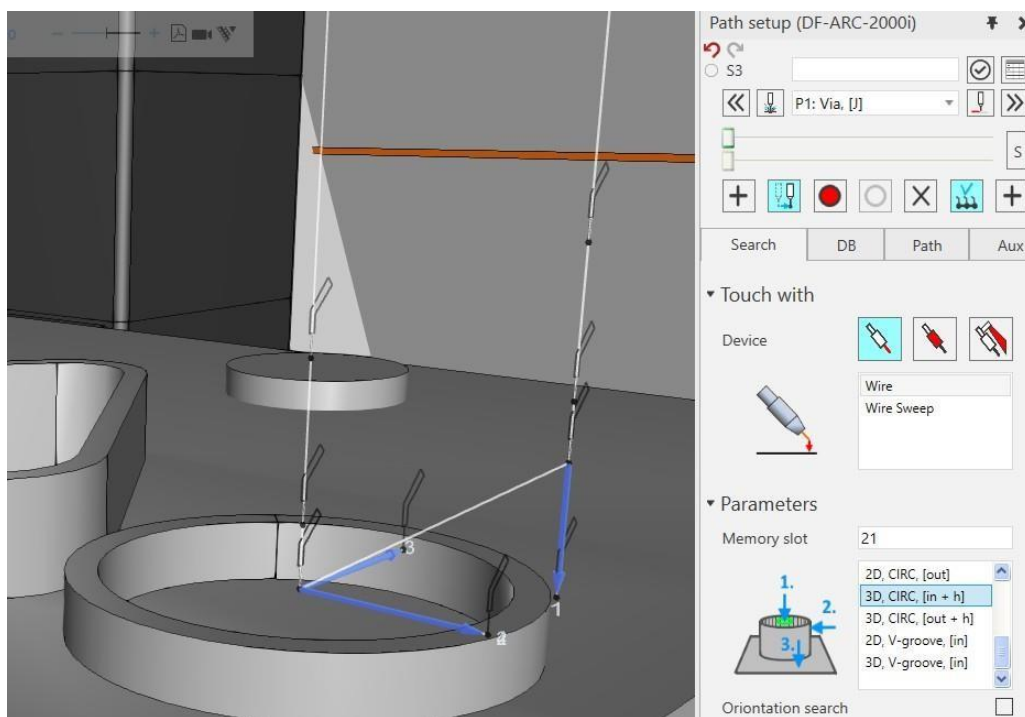 Path setup (DF-ARC-2000i)
S3
P1: Via, [J]
S
Search DB Path Aux
Touch with
Device
Wire
Wire Sweep
Parameters
Memory slot 21
2D, CIRC, [out]
3D, CIRC, [in + h]
3D, CIRC, [out + h]
2D, V-groove, [in]
3D, V-groove, [in]
1.
2.
3.
Oriontation search
3
1